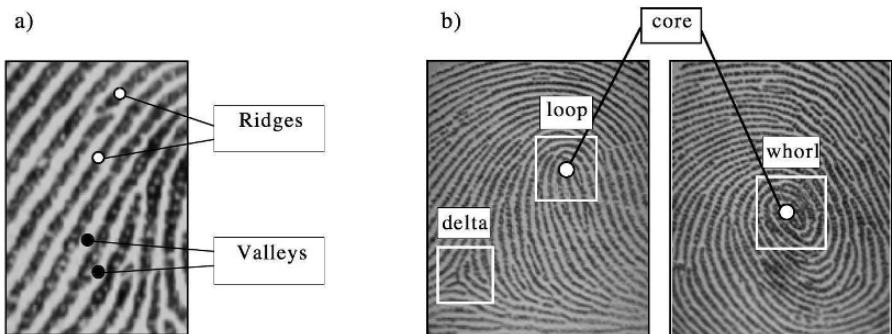 a)
Ridges
Valleys
b)
core
loop
whorl
delta